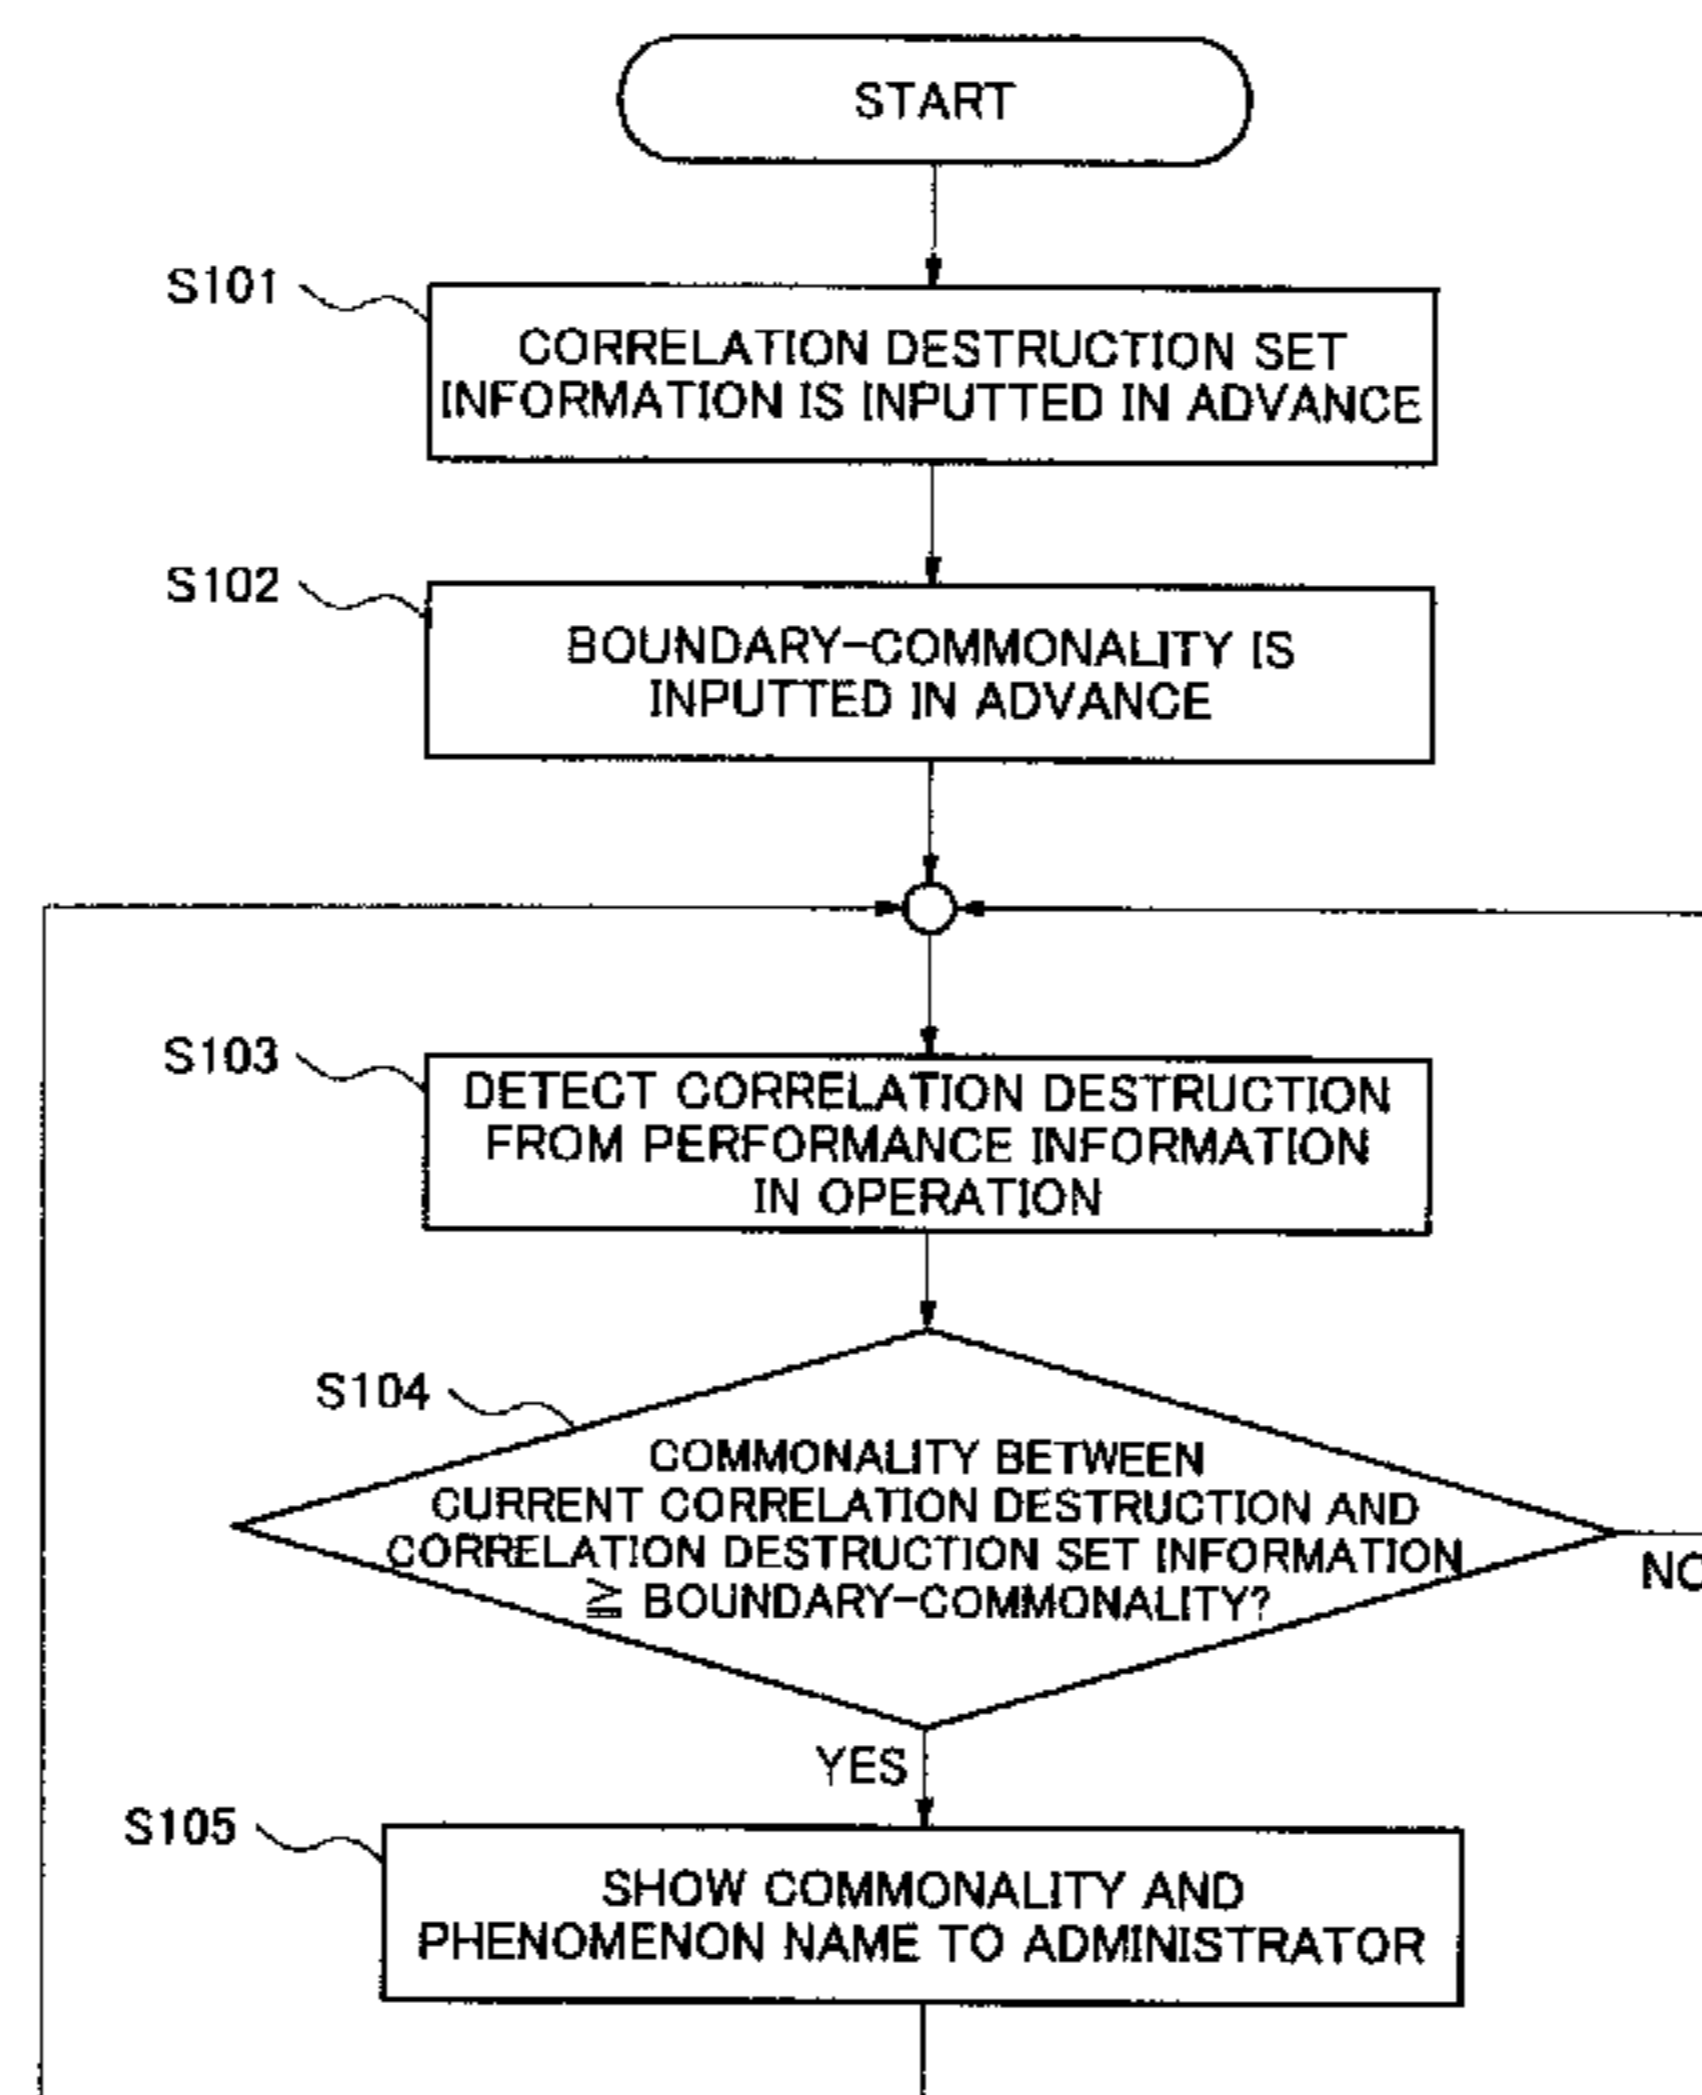 START
S101
CORRELATION DESTRUCTION SET
INFORMATION IS INPUTTED IN ADVANCE
S102
BOUNDARY-COMMONALITY IS
INPUTTED IN ADVANCE
S103
DETECT CORRELATION DESTRUCTION
FROM PERFORMANCE INFORMATION
IN OPERATION
S104
COMMONALITY BETWEEN
CURRENT CORRELATION DESTRUCTION AND
CORRELATION DESTRUCTION SET INFORMATION
≧ BOUNDARY-COMMONALITY?
NO
YES
S105
SHOW COMMONALITY AND
PHENOMENON NAME TO ADMINISTRATOR